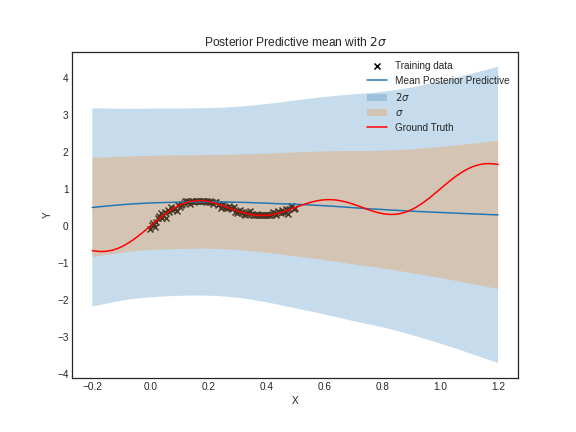 Posterior Predictive mean with 2σ
Training data
Mean Posterior Predictive
2σ
σ
Ground Truth
Y
4
3
2
1
0
−1
−2
−3
−4
−0.2 0.0 0.2 0.4 0.6 0.8 1.0 1.2
X